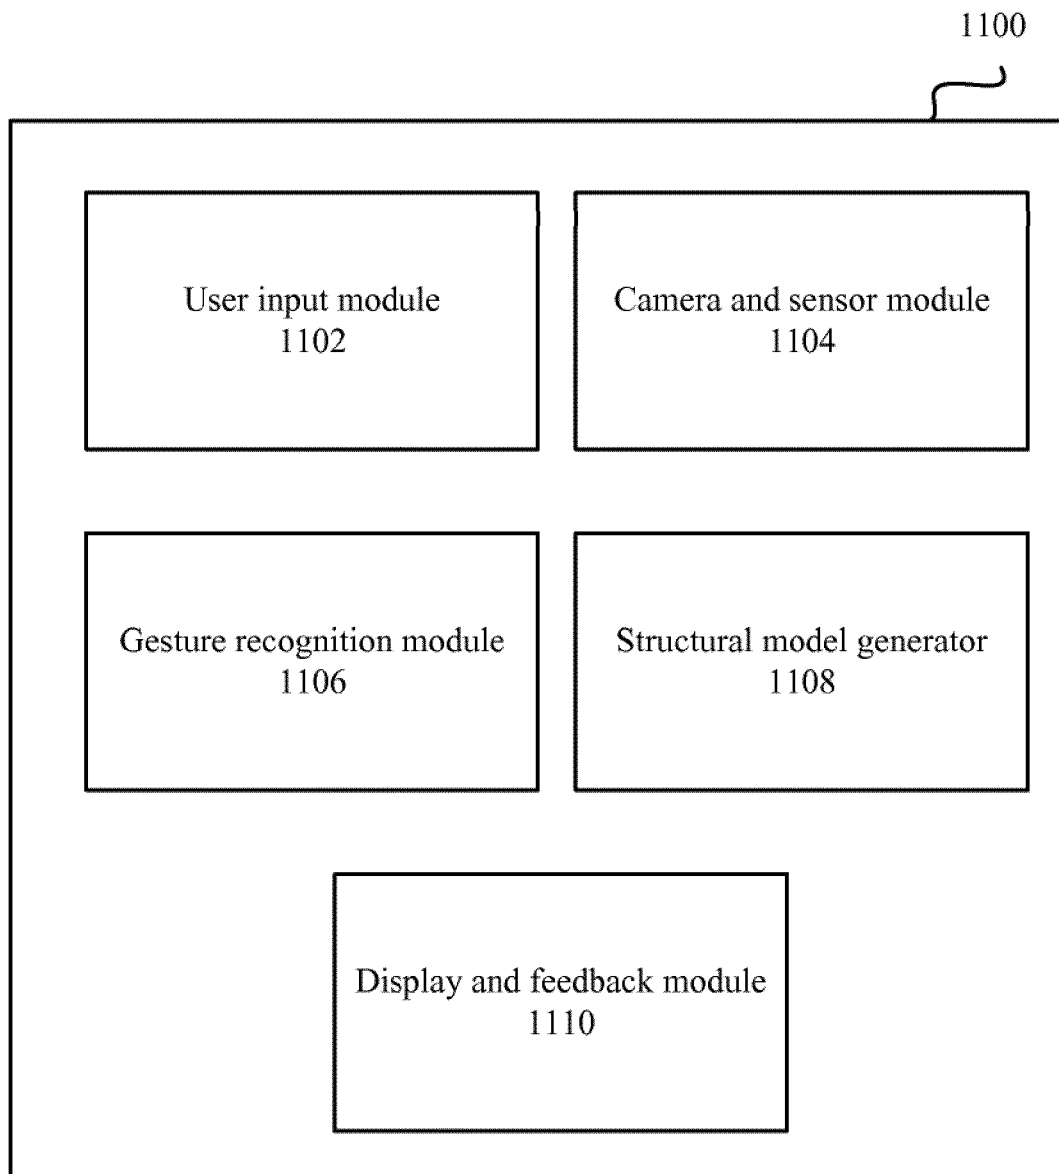 1100
User input module
1102
Camera and sensor module
1104
Gesture recognition module
1106
Structural model generator
1108
Display and feedback module
1110